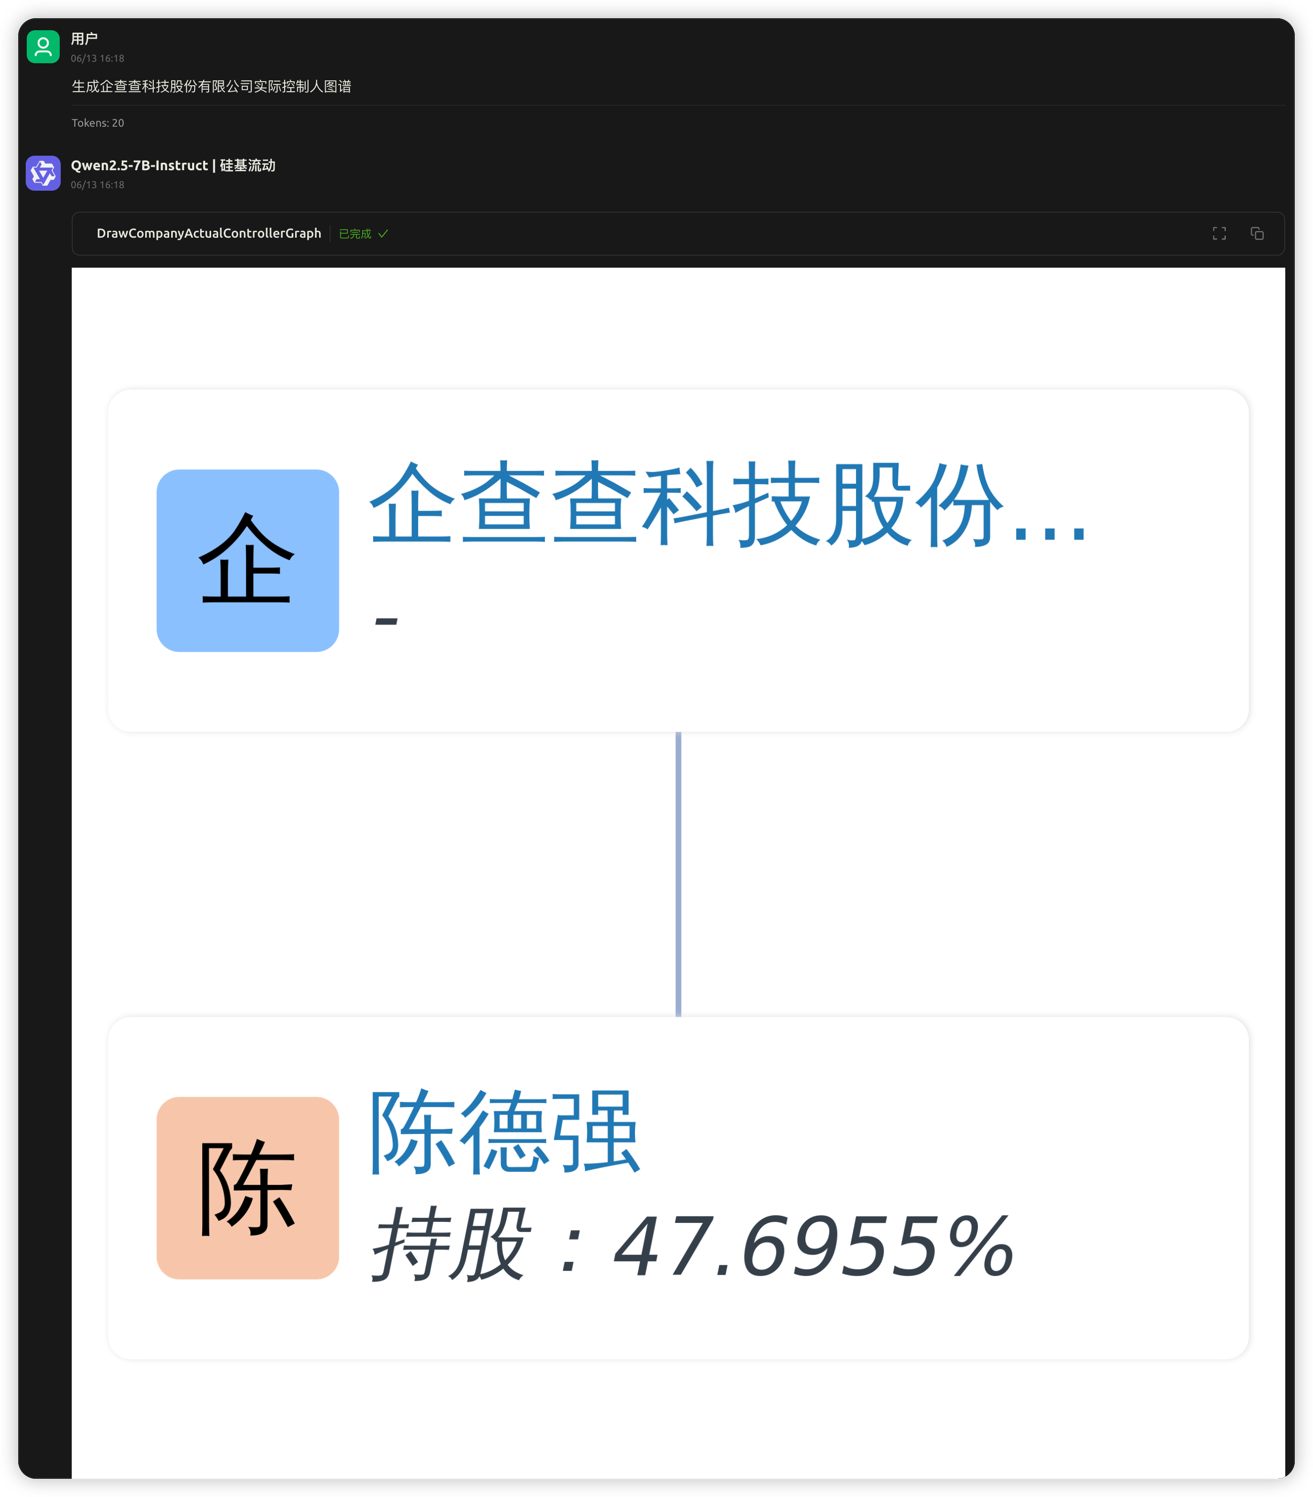 用户
06/13 16:18
生成企查查科技股份有限公司实际控制人图谱
Tokens: 20
Qwen2.5-7B-Instruct | 硅基流动
06/13 16:18
DrawCompanyActualControllerGraph
已完成
企
企查查科技股份...
-
陈
陈德强
持股：47.6955%